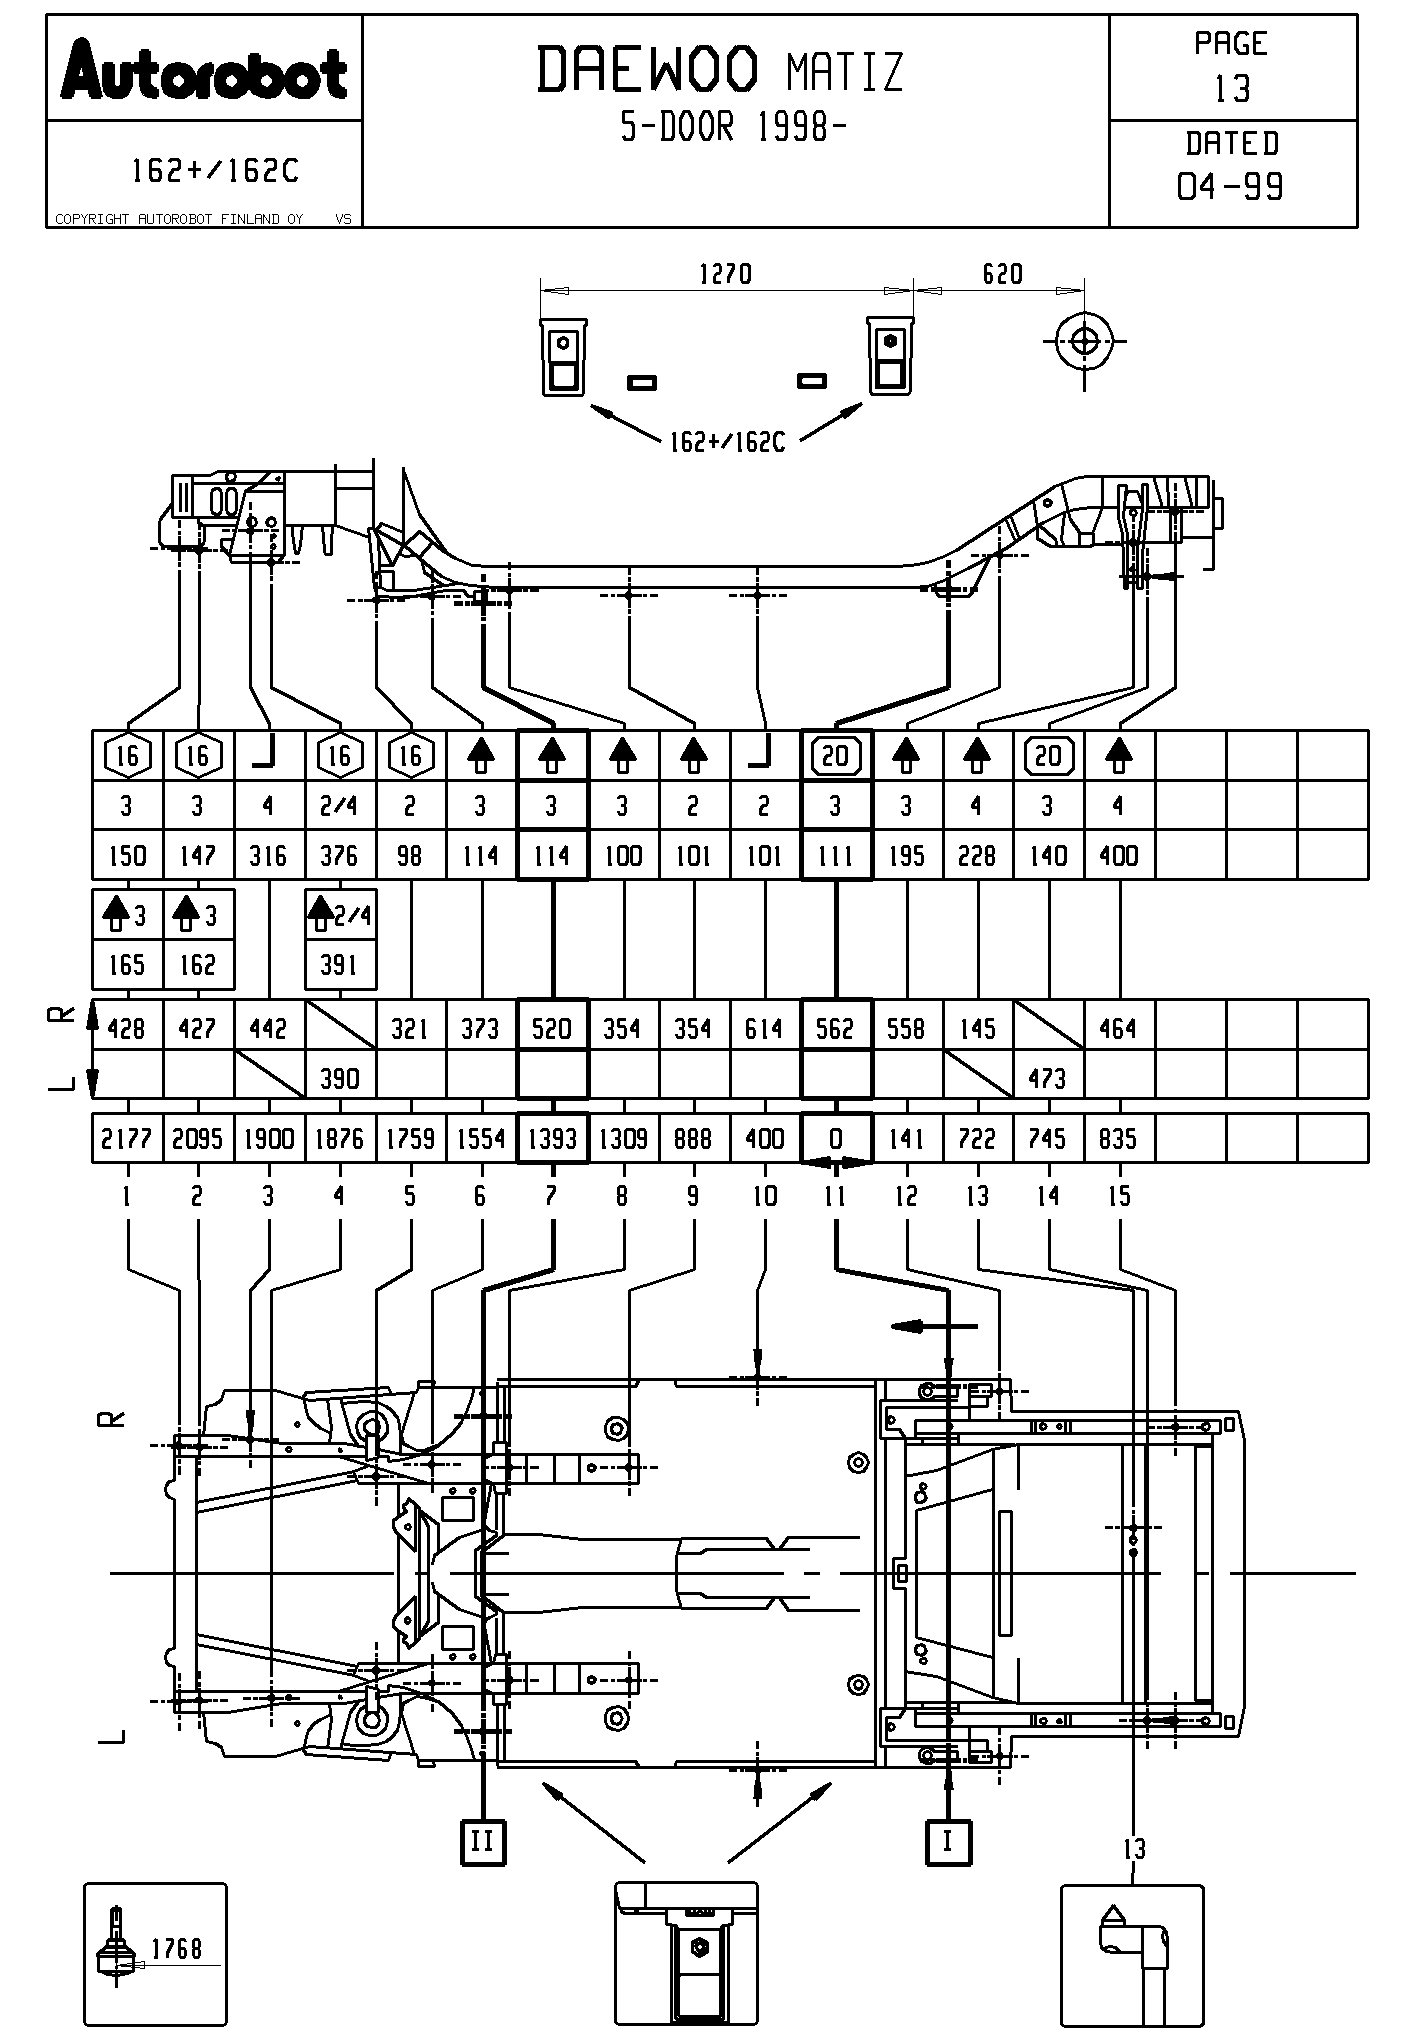 Autorobot
DAEWOO MATIZ
5-DOOR 1998-
PAGE
13
162+/162C
DATED
04-99
COPYRIGHT AUTOROBOT FINLAND OY VS
1270 620
162+/162C
16 16 16 16 20 20
3 3 4 2/4 2 3 3 3 2 2 3 3 4 3 4
150 147 316 376 98 114 114 100 101 101 111 195 228 140 400
3 3 2/4
165 162 391
R
428 427 442 321 373 520 354 354 614 562 558 145 464
L
390 473
2177 2095 1900 1876 1759 1554 1393 1309 888 400 0 141 722 745 835
1 2 3 4 5 6 7 8 9 10 11 12 13 14 15
R
L
II I
13
1768